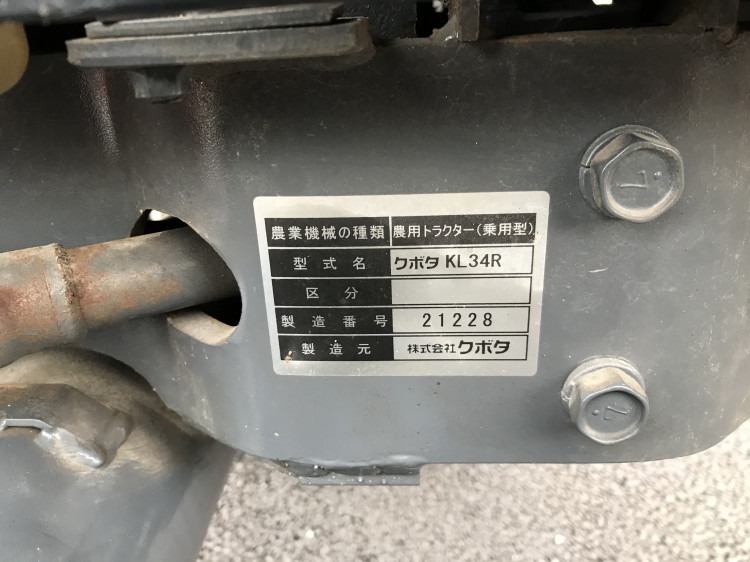 農業機械の種類 農用トラクター(乗用型)
型式名 クボタ KL34R
区分
製造番号 21228
製造元 株式会社クボタ
7
7